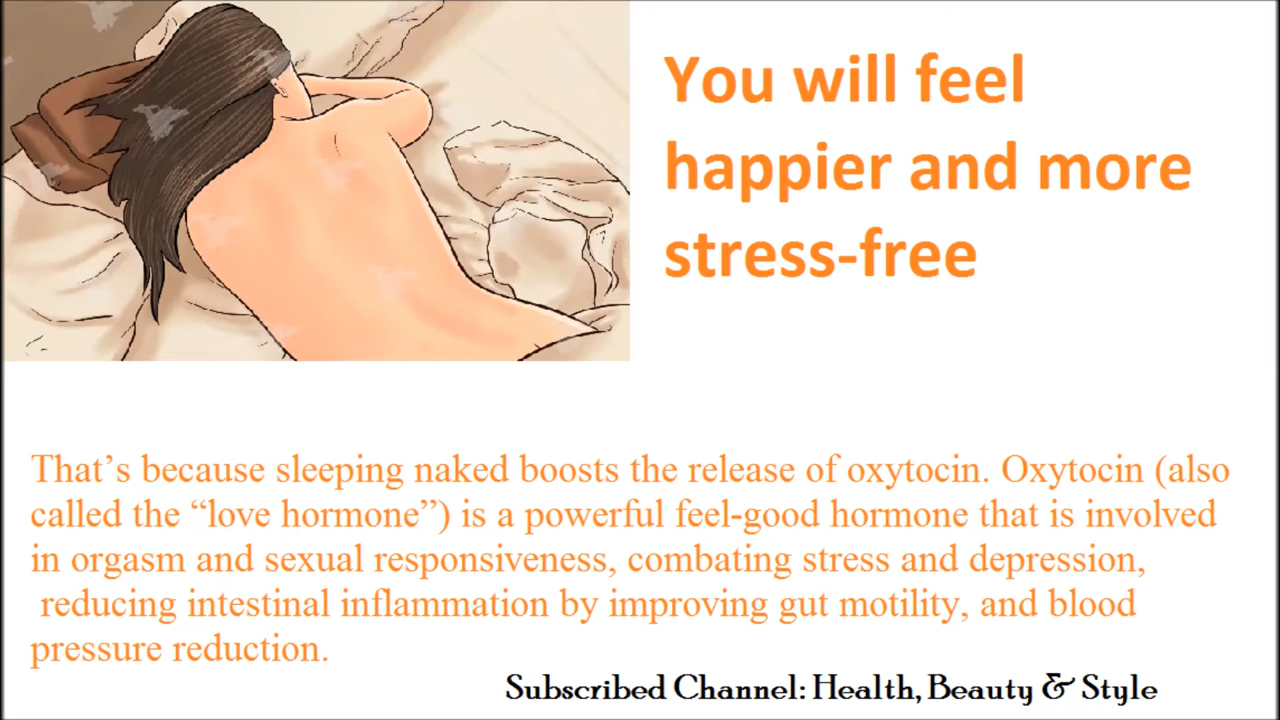 You will feel
happier and more
stress-free
That’s because sleeping naked boosts the release of oxytocin. Oxytocin (also
called the “love hormone”) is a powerful feel-good hormone that is involved
in orgasm and sexual responsiveness, combating stress and depression,
reducing intestinal inflammation by improving gut motility, and blood
pressure reduction.
Subscribed Channel: Health, Beauty & Style